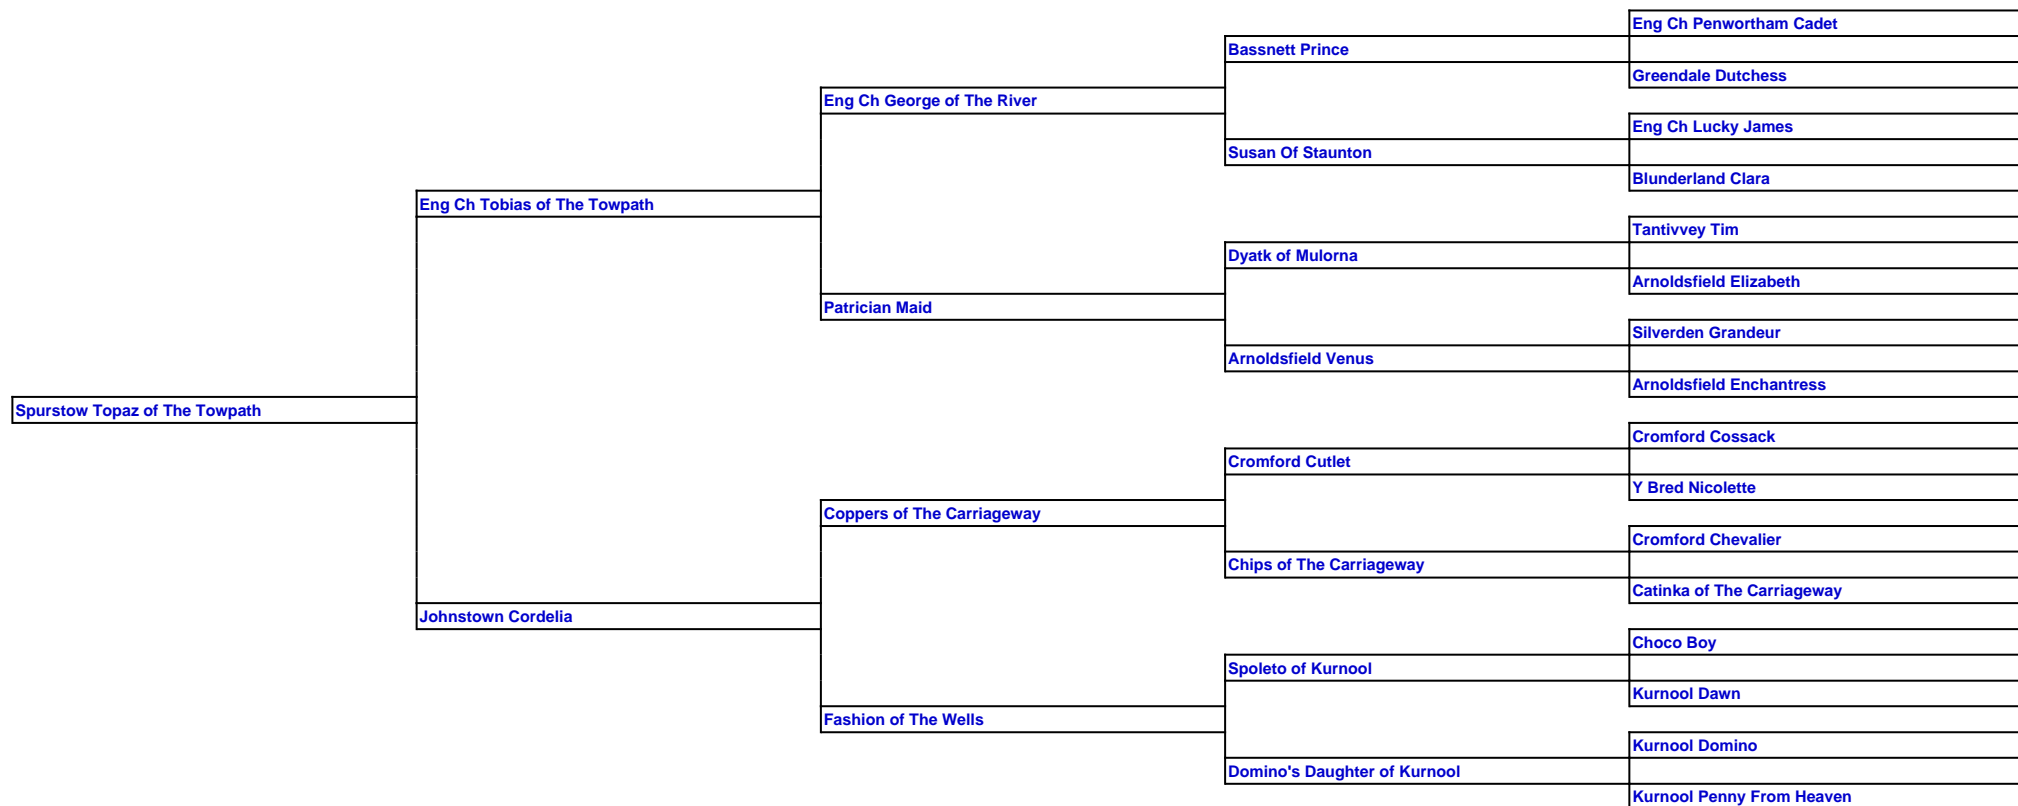 Eng Ch Penwortham Cadet
Bassnett Prince
Greendale Dutchess
Eng Ch George of The River
Eng Ch Lucky James
Susan Of Staunton
Blunderland Clara
Eng Ch Tobias of The Towpath
Tantivvey Tim
Dyatk of Mulorna
Arnoldsfield Elizabeth
Patrician Maid
Silverden Grandeur
Arnoldsfield Venus
Arnoldsfield Enchantress
Spurstow Topaz of The Towpath
Cromford Cossack
Cromford Cutlet
Y Bred Nicolette
Coppers of The Carriageway
Cromford Chevalier
Chips of The Carriageway
Catinka of The Carriageway
Johnstown Cordelia
Choco Boy
Spoleto of Kurnool
Kurnool Dawn
Fashion of The Wells
Kurnool Domino
Domino's Daughter of Kurnool
Kurnool Penny From Heaven